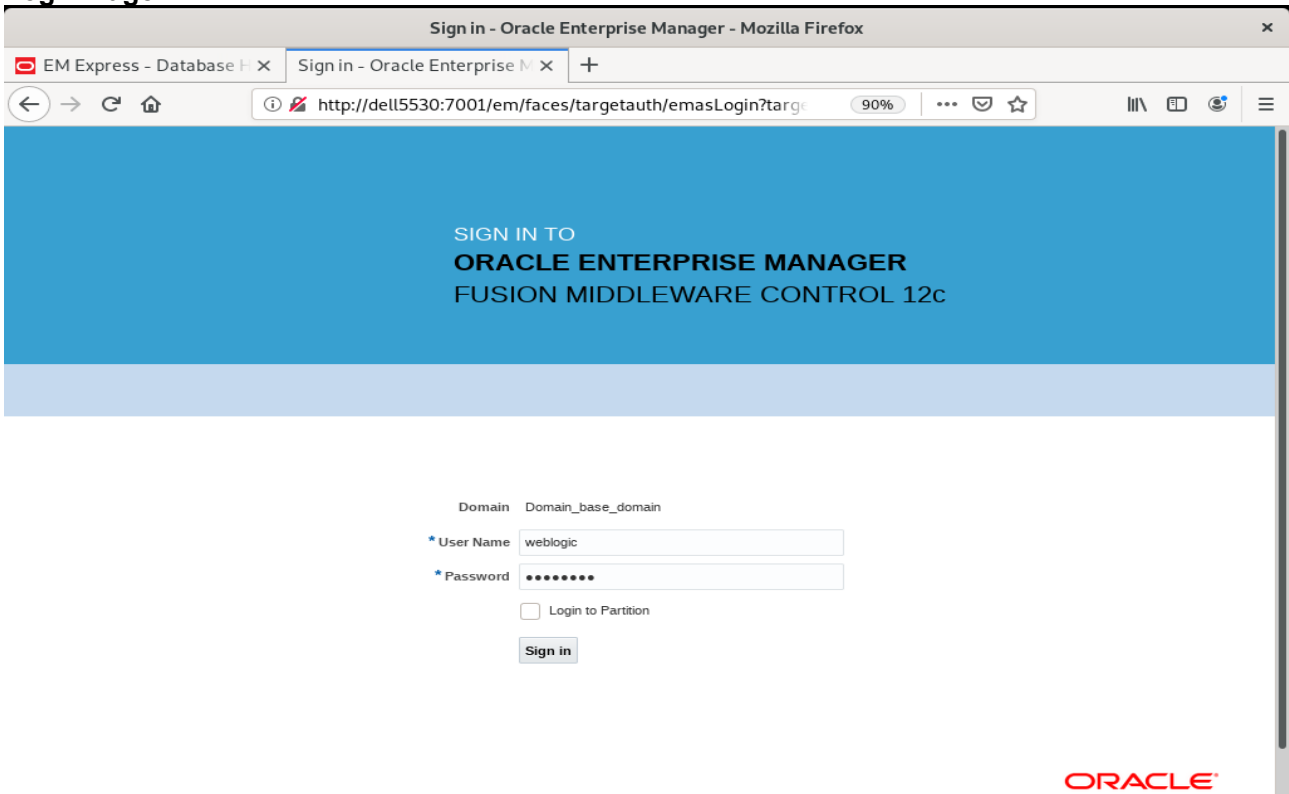 Sign in - Oracle Enterprise Manager - Mozilla Firefox ×
EM Express - Database H × Sign in - Oracle Enterprise M × +
http://dell5530:7001/em/faces/targetauth/emasLogin?targe 90%
SIGN IN TO
ORACLE ENTERPRISE MANAGER
FUSION MIDDLEWARE CONTROL 12c
Domain Domain_base_domain
* User Name weblogic
* Password ••••••••
Login to Partition
Sign in
ORACLE